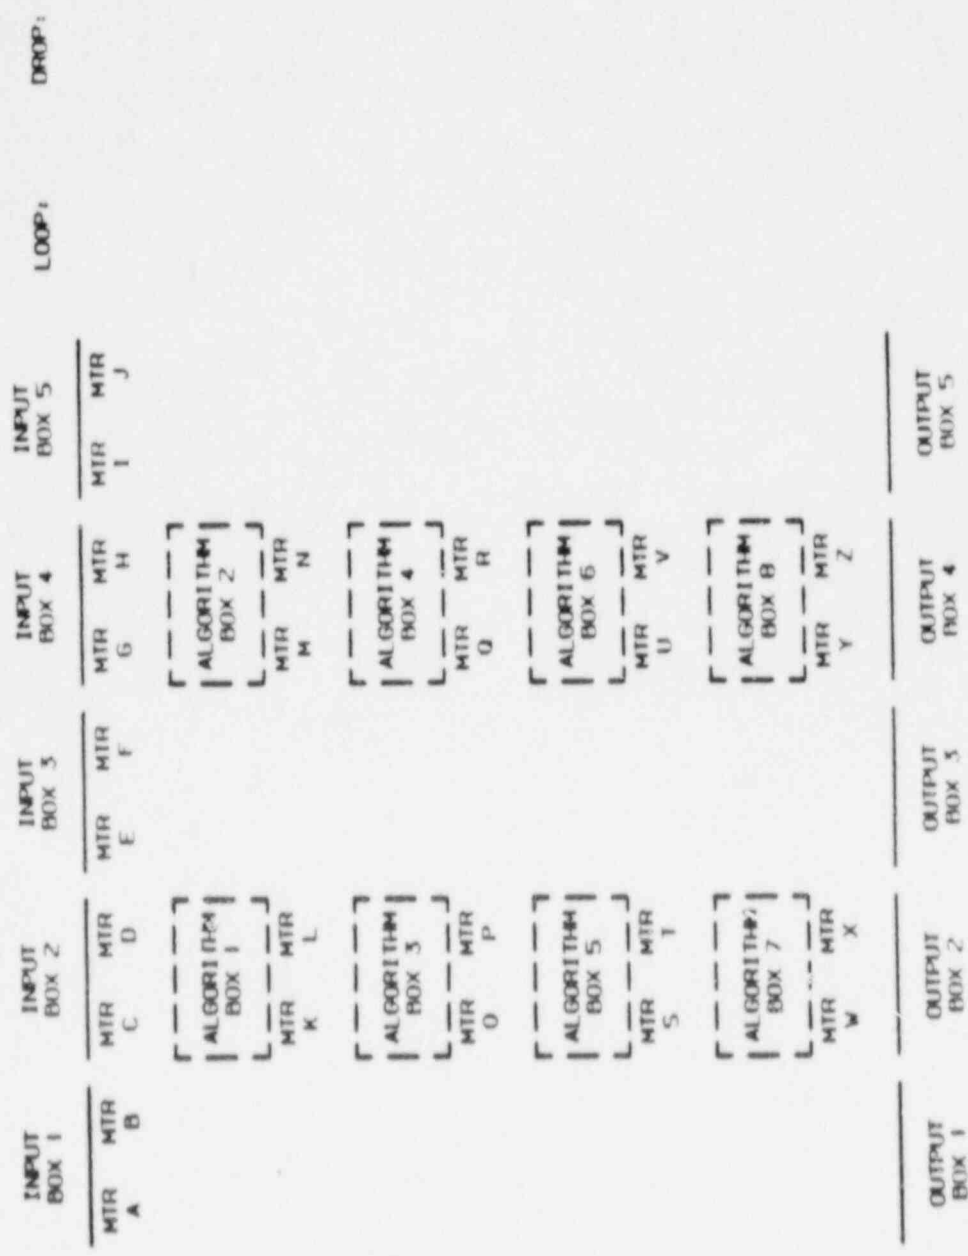 INPUT INPUT INPUT INPUT INPUT LOOP: DROP:
BOX 1 BOX 2 BOX 3 BOX 4 BOX 5
MTR MTR MTR MTR MTR MTR MTR MTR MTR MTR
A B C D E F G H I J
ALGORITHM ALGORITHM
BOX 1 BOX 2
MTR MTR MTR MTR
K L M N
ALGORITHM ALGORITHM
BOX 3 BOX 4
MTR MTR MTR MTR
O P Q R
ALGORITHM ALGORITHM
BOX 5 BOX 6
MTR MTR MTR MTR
S T U V
ALGORITHM ALGORITHM
BOX 7 BOX 8
MTR MTR MTR MTR
W X Y Z
OUTPUT OUTPUT OUTPUT OUTPUT OUTPUT
BOX 1 BOX 2 BOX 3 BOX 4 BOX 5